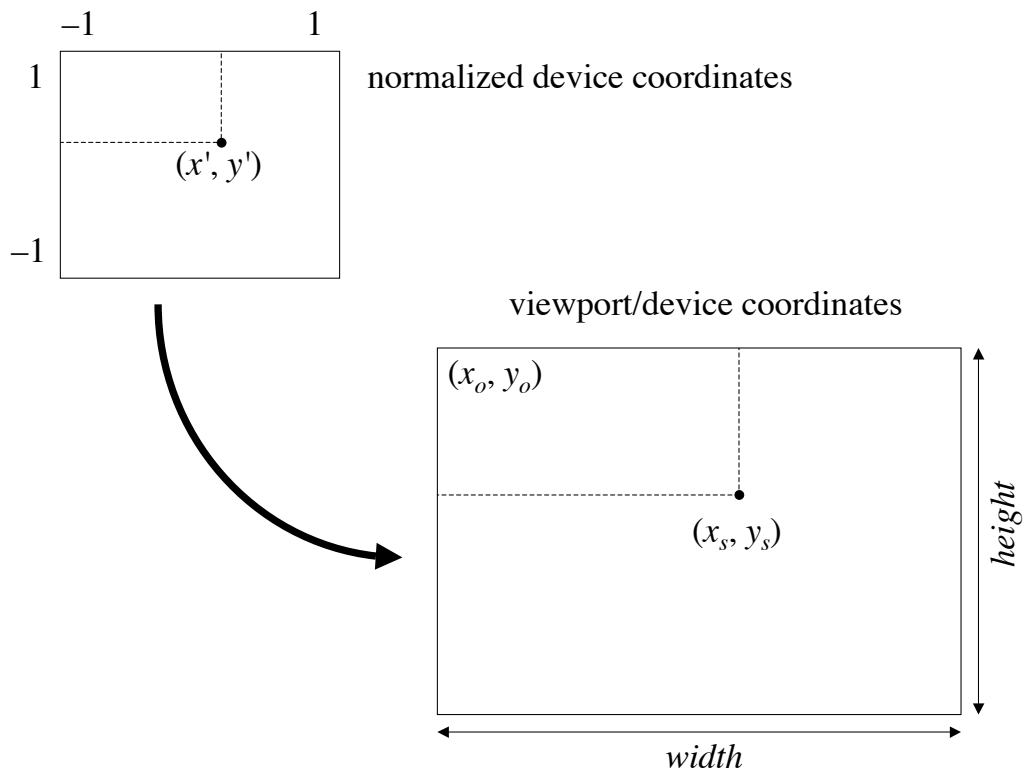 –1 1
1 normalized device coordinates
(x', y')
–1
viewport/device coordinates
(xₒ, yₒ)
(xₛ, yₛ)
height
width